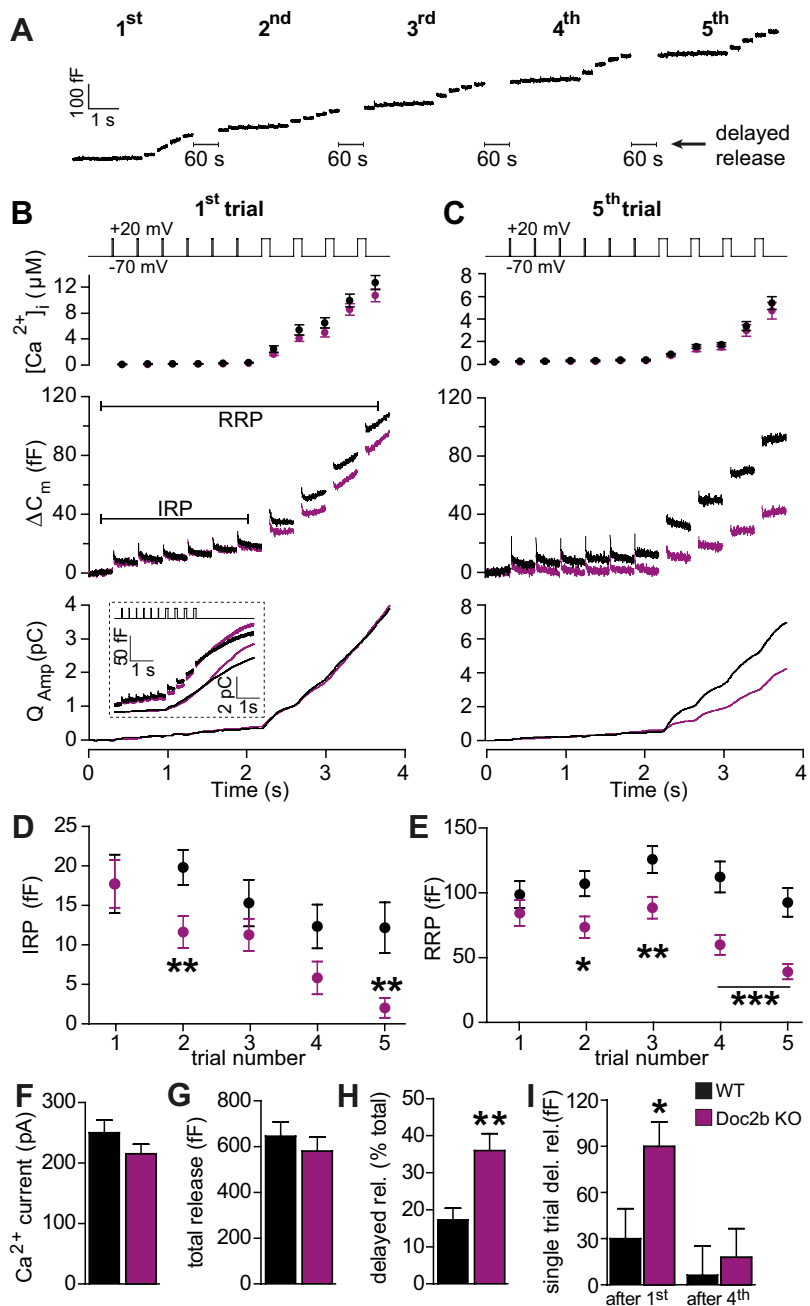 A
1st 2nd 3rd 4th 5th
100 fF
1 s
60 s 60 s 60 s 60 s
delayed release
B
1st trial
+20 mV
-70 mV
[Ca2+]i (µM)
12
8
4
0
ΔCm (fF)
120
80
40
0
RRP
IRP
QAmp(pC)
4
3
2
1
0
50 fF
1 s
2 pC
1s
0 1 2 3 4
Time (s)
C
5th trial
+20 mV
-70 mV
8
6
4
2
0
120
80
40
0
8
6
4
2
0
0 1 2 3 4
Time (s)
D
IRP (fF)
25
20
15
10
5
0
**
**
1 2 3 4 5
trial number
E
RRP (fF)
150
100
50
0
*
**
***
1 2 3 4 5
trial number
F
Ca2+ current (pA)
300
200
100
0
G
total release (fF)
800
600
400
200
0
H
delayed rel. (% total)
50
40
30
20
10
0
**
I
WT
Doc2b KO
single trial del. rel.(fF)
120
90
60
30
0
*
after 1st after 4th